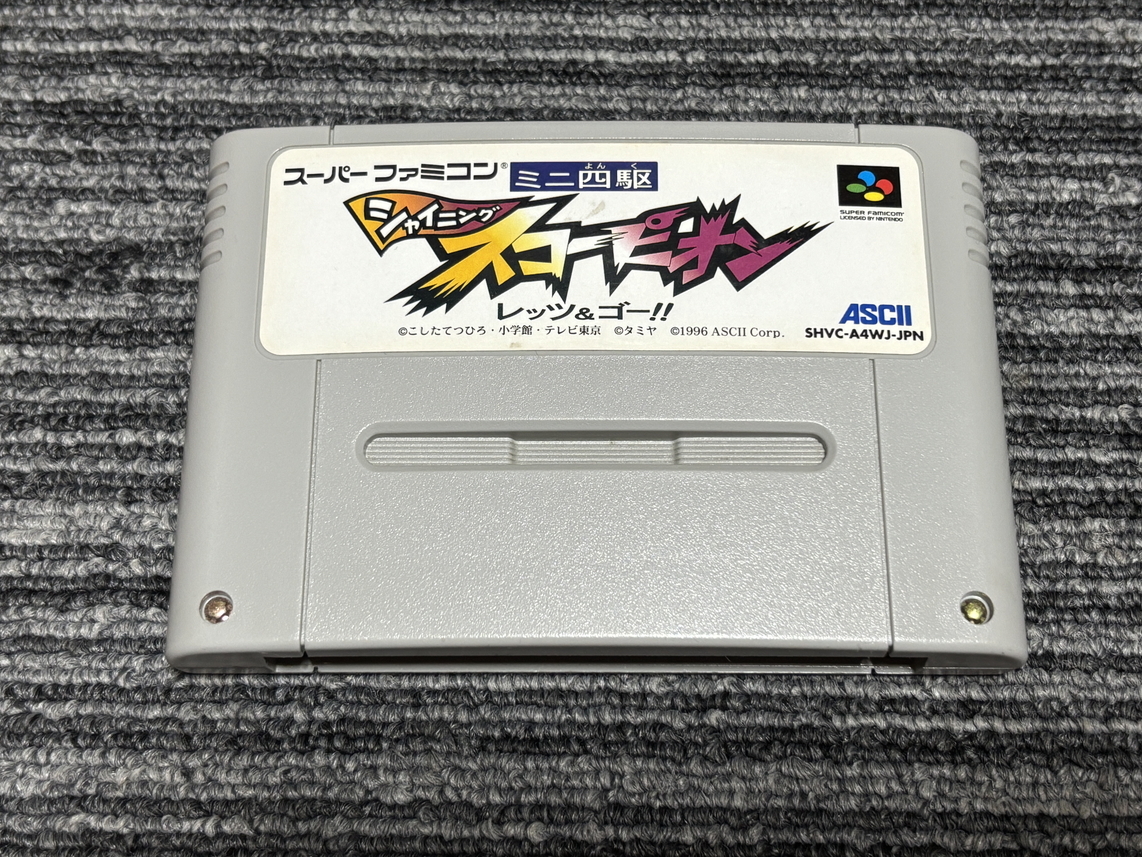 スーパーファミコン® ミニ四駆
よんく
シャイニング
スコーピオン
レッツ&ゴー!!
©こしたてつひろ・小学館・テレビ東京 ©タミヤ ©1996 ASCII Corp.
SUPER FAMICOM
LICENSED BY NINTENDO
ASCII
SHVC-A4WJ-JPN